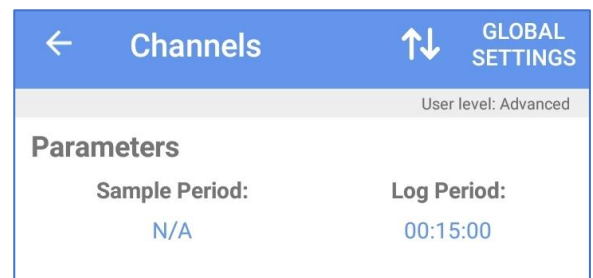 Channels
GLOBAL
SETTINGS
User level: Advanced
Parameters
Sample Period: Log Period:
N/A 00:15:00